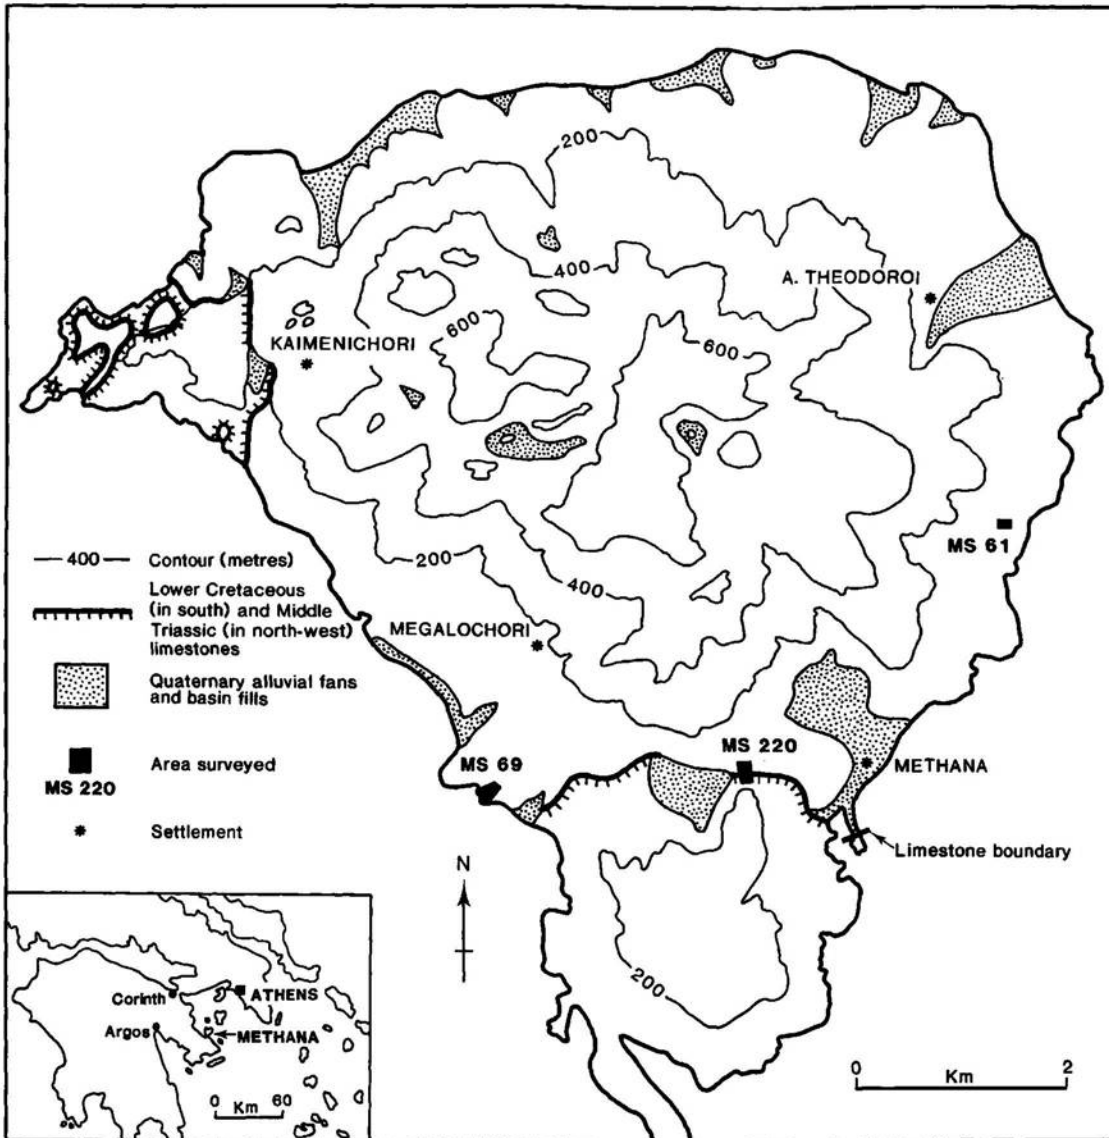 200
400
A. THEODOROI
600
600
KAIMENICHORI
MS 61
200
400
MEGALOCHORI
MS 220
METHANA
MS 69
Limestone boundary
200
N
400 Contour (metres)
Lower Cretaceous
(in south) and Middle
Triassic (in north-west)
limestones
Quaternary alluvial fans
and basin fills
Area surveyed
MS 220
Settlement
Corinth
ATHENS
Argos
METHANA
0 Km 60
0 Km 2